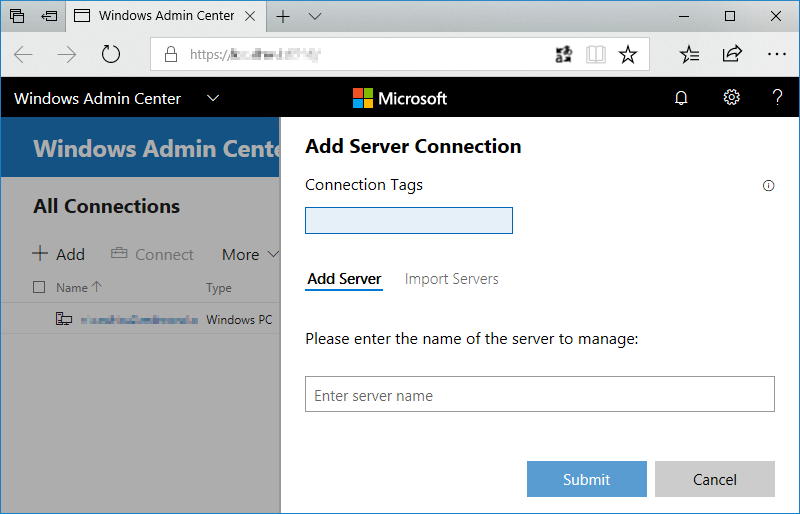 Windows Admin Center
https://
Windows Admin Center
Microsoft
?
Windows Admin Cente
Add Server Connection
Connection Tags
All Connections
Add Connect More
Add Server Import Servers
Name Type
Windows PC
Please enter the name of the server to manage:
Enter server name
Submit Cancel